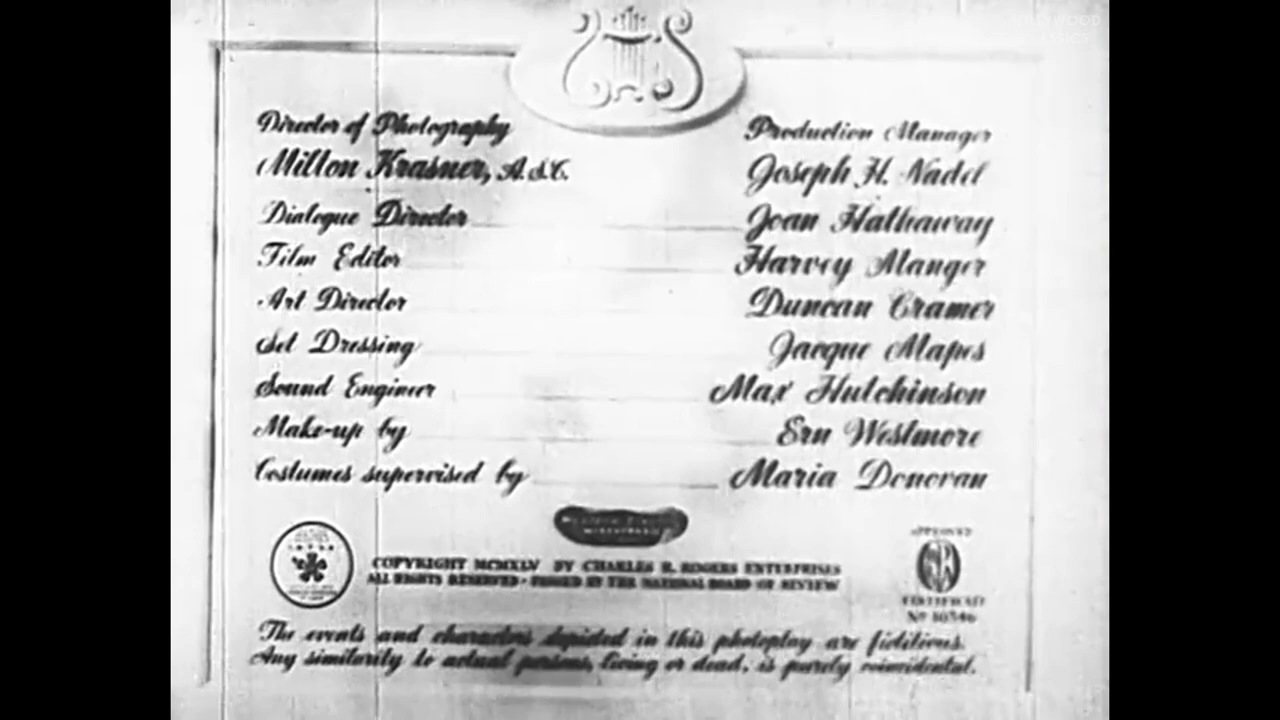 Director of Photography
Milton Krasner, A.S.C.
Production Manager
Joseph H. Nadel
Dialogue Director Joan Hathaway
Film Editor Harvey Manger
Art Director Duncan Cramer
Set Dressing Jacque Mapes
Sound Engineer Max Hutchinson
Make-up by Ern Westmore
Costumes supervised by Maria Donovan
COPYRIGHT MCMXLV BY CHARLES R. ROGERS ENTERPRISES
ALL RIGHTS RESERVED - PASSED BY THE NATIONAL BOARD OF REVIEW
APPROVED
CERTIFICATE
No
The events and characters depicted in this photoplay are fictitious.
Any similarity to actual persons, living or dead, is purely coincidental.